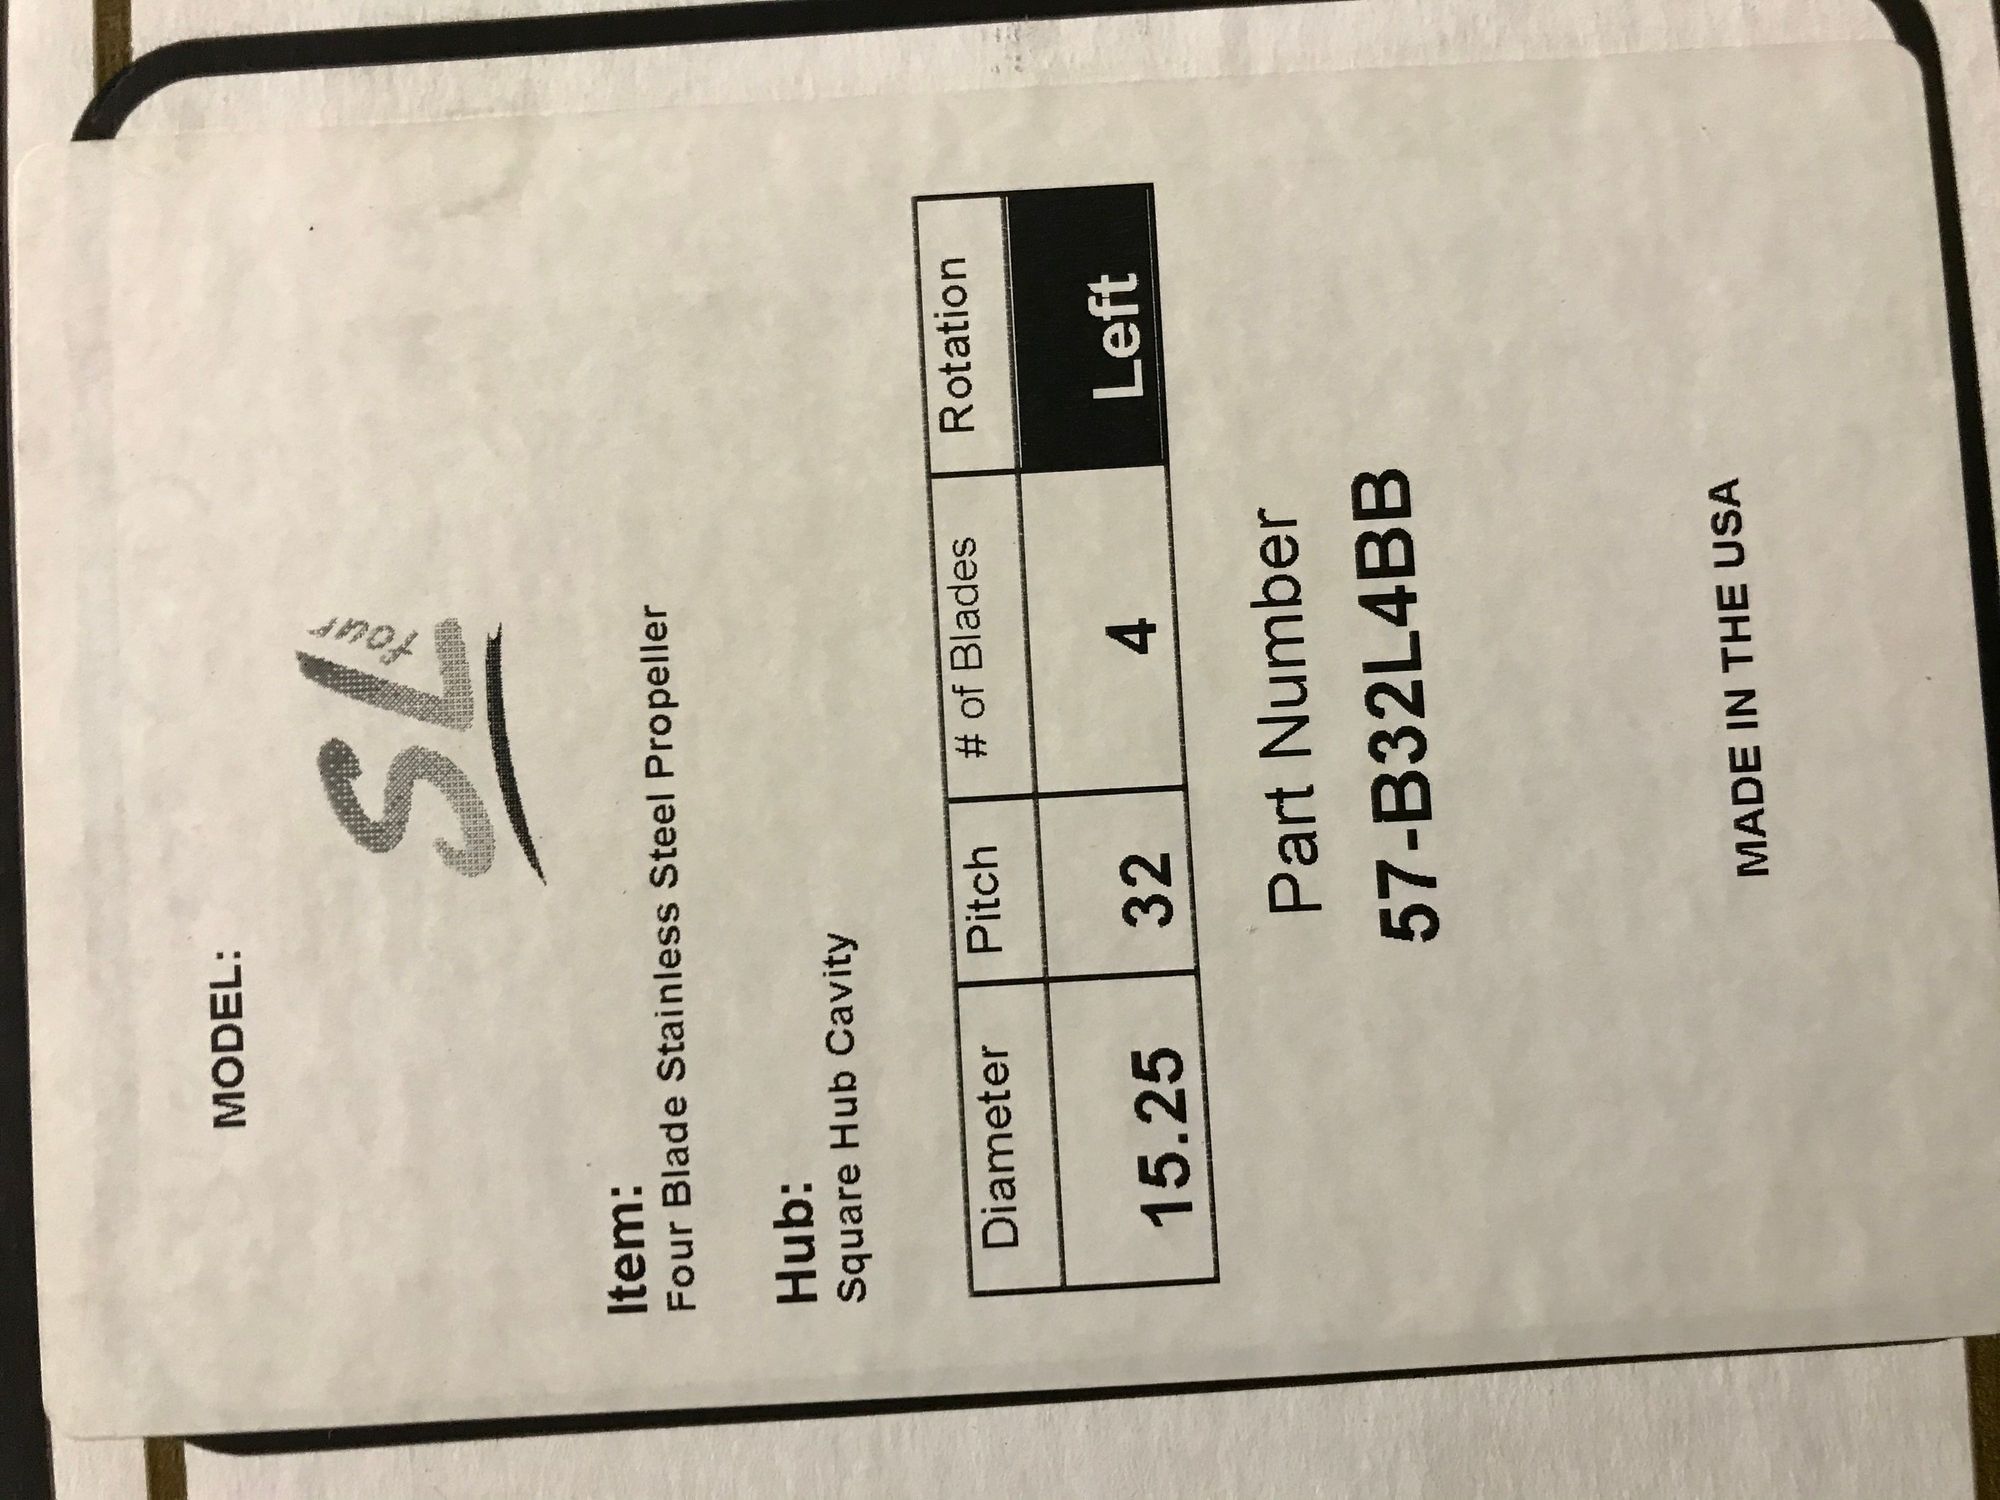 MODEL:
SL four
Item:
Four Blade Stainless Steel Propeller
Hub:
Square Hub Cavity
Diameter Pitch # of Blades Rotation
15.25 32 4 Left
Part Number
57-B32L4BB
MADE IN THE USA